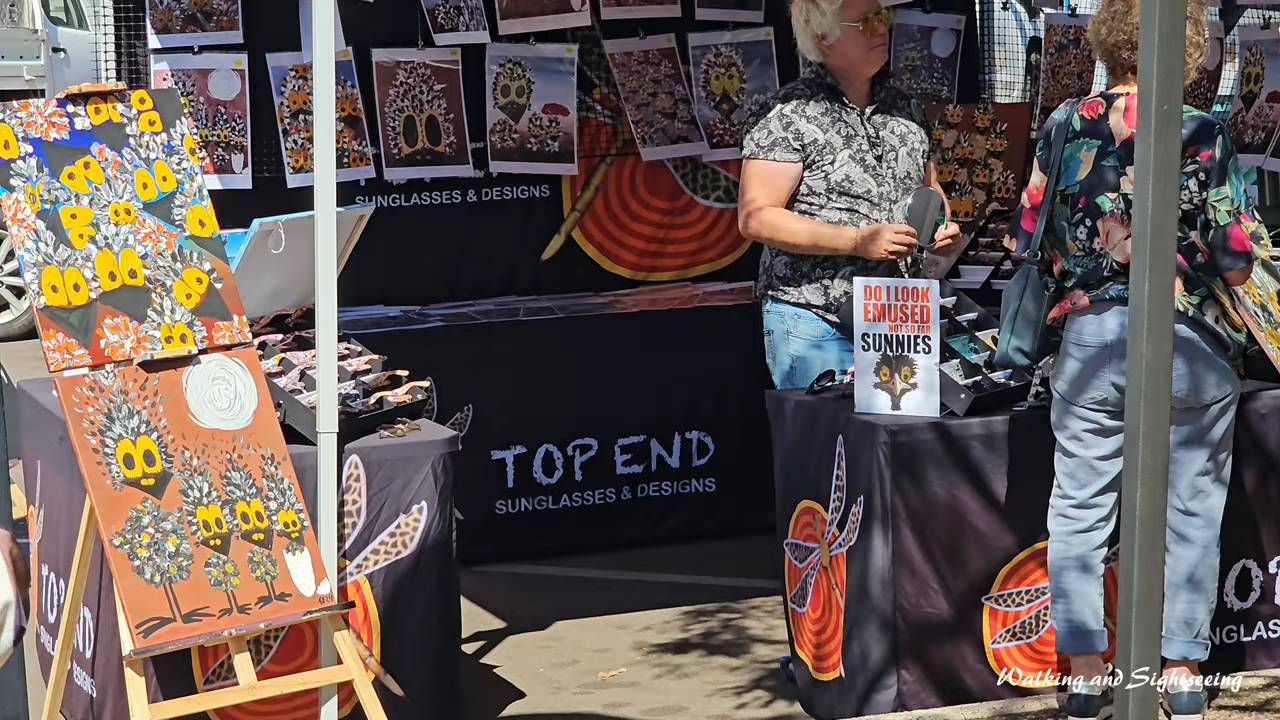 SUNGLASSES & DESIGNS
DO I LOOK
EMUSED
NOT SO FAR
SUNNIES
TOP END
SUNGLASSES & DESIGNS
TOP END
SUNGLASSES
& DESIGNS
Walking and Sightseeing